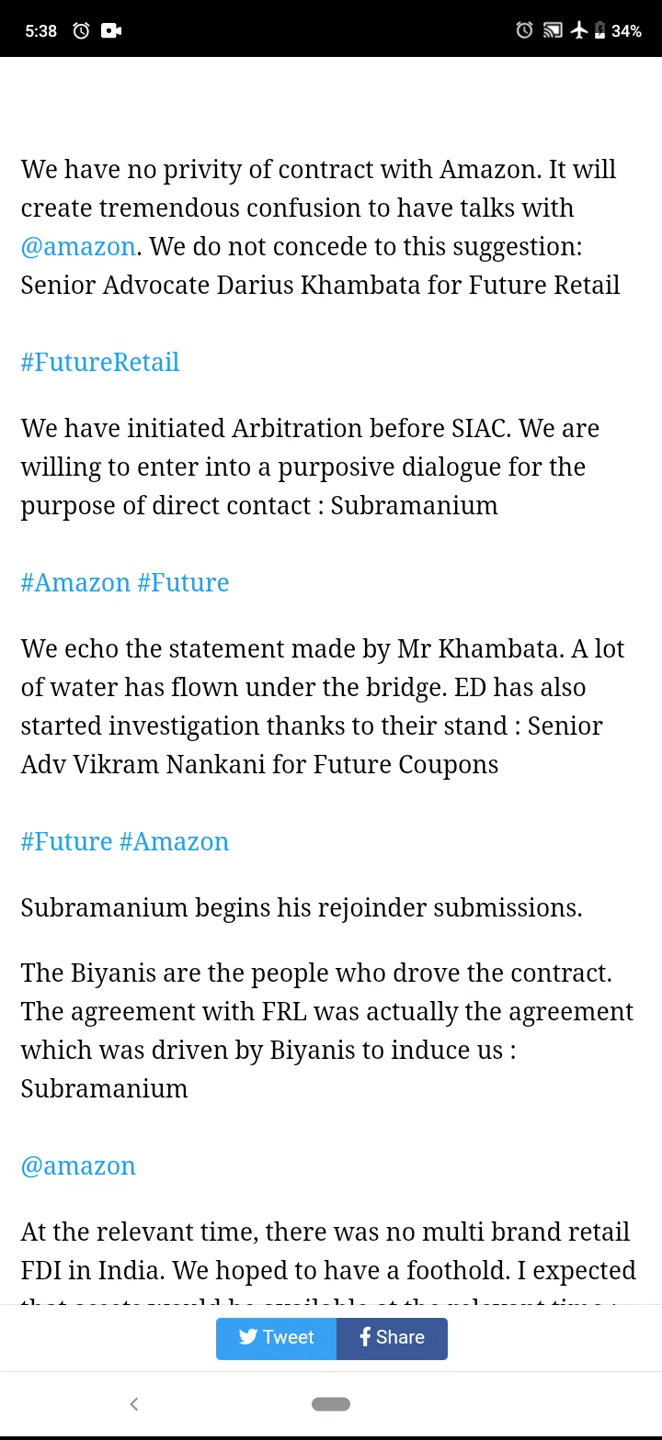 5:38
34%
We have no privity of contract with Amazon. It will
create tremendous confusion to have talks with
@amazon. We do not concede to this suggestion:
Senior Advocate Darius Khambata for Future Retail
#FutureRetail
We have initiated Arbitration before SIAC. We are
willing to enter into a purposive dialogue for the
purpose of direct contact : Subramanium
#Amazon #Future
We echo the statement made by Mr Khambata. A lot
of water has flown under the bridge. ED has also
started investigation thanks to their stand : Senior
Adv Vikram Nankani for Future Coupons
#Future #Amazon
Subramanium begins his rejoinder submissions.
The Biyanis are the people who drove the contract.
The agreement with FRL was actually the agreement
which was driven by Biyanis to induce us :
Subramanium
@amazon
At the relevant time, there was no multi brand retail
FDI in India. We hoped to have a foothold. I expected
Tweet
Share